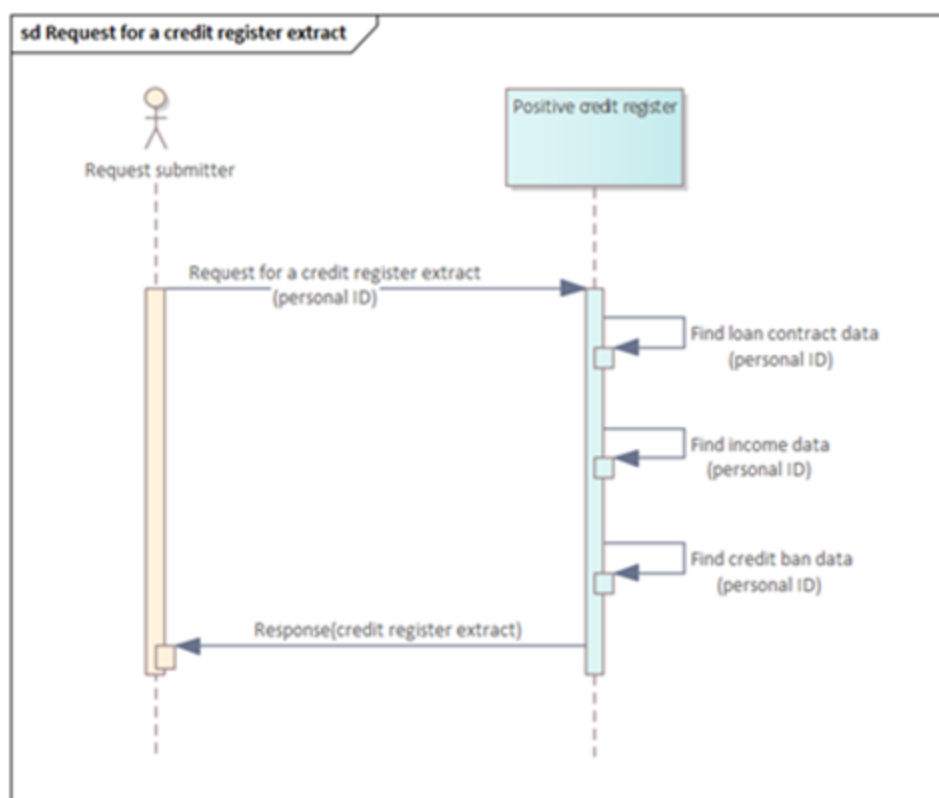 sd Request for a credit register extract
Request submitter
Positive credit register
Request for a credit register extract
(personal ID)
Find loan contract data
(personal ID)
Find income data
(personal ID)
Find credit ban data
(personal ID)
Response(credit register extract)